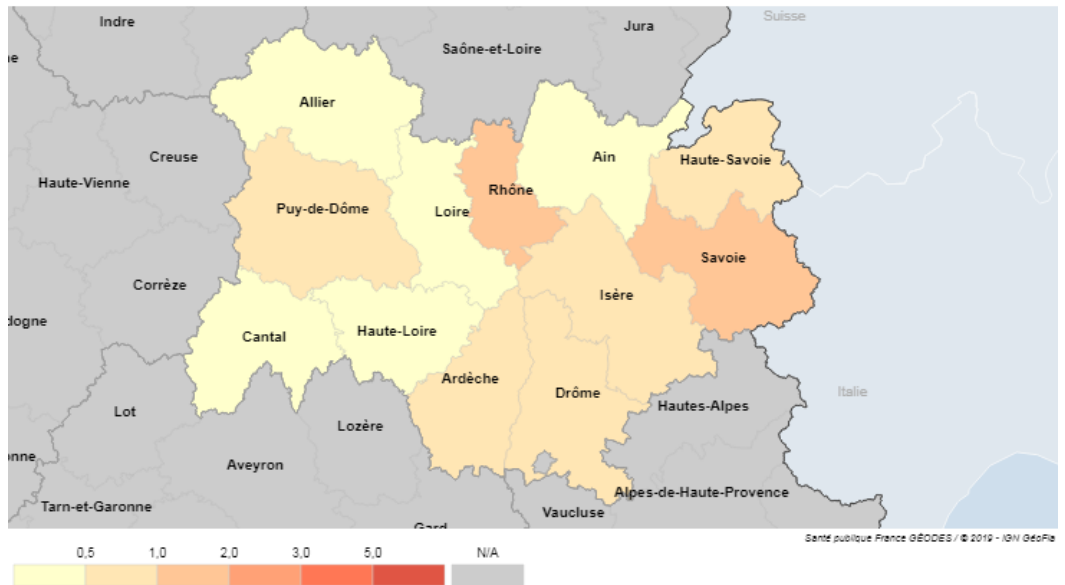 Indre
Jura
Suisse
Saône-et-Loire
ne
Allier
Creuse
Ain
Haute-Savoie
Haute-Vienne
Rhône
Puy-de-Dôme
Loire
Savoie
Corrèze
Isère
dogne
Haute-Loire
Cantal
Ardèche
Drôme
Italie
Lot
Hautes-Alpes
Lozère
onne
Aveyron
Alpes-de-Haute-Provence
Tarn-et-Garonne
Vaucluse
Gard
Santé publique France GÉODES / © 2019 - IGN GéoFla
0,5 1,0 2,0 3,0 5,0 N/A